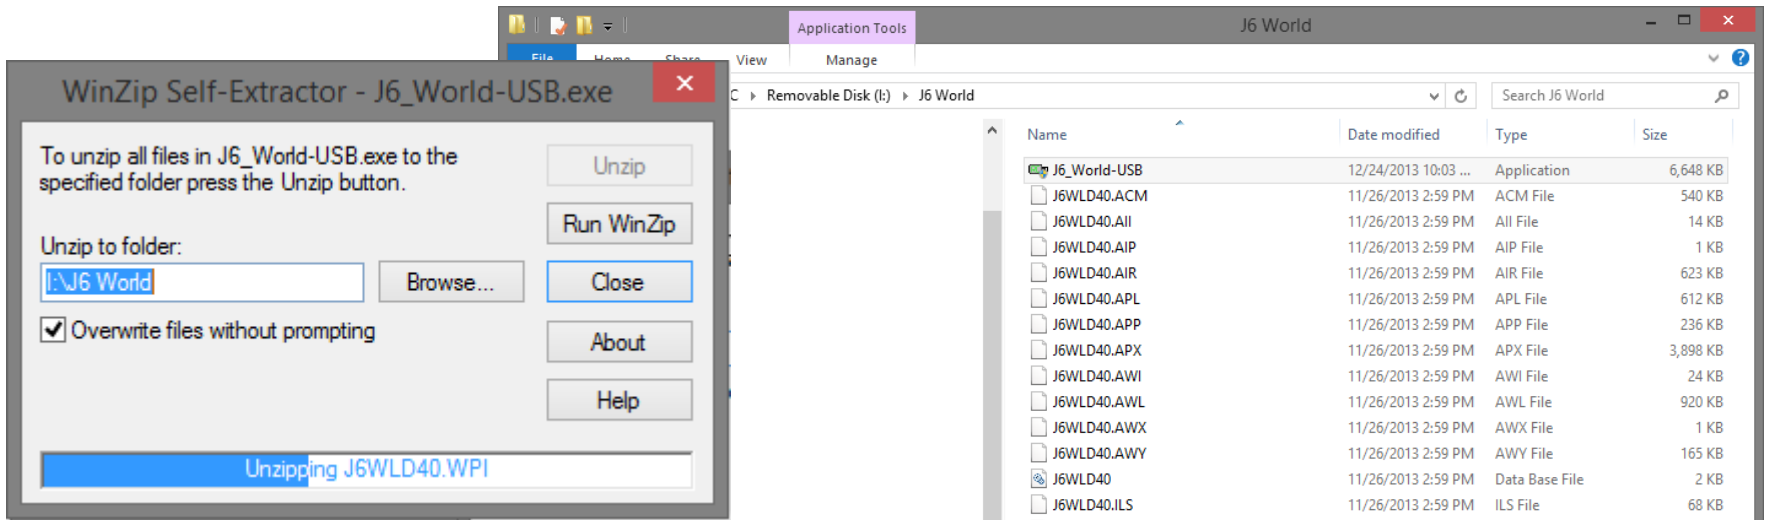 Application Tools
J6 World
File Home Share View Manage
WinZip Self-Extractor - J6_World-USB.exe
To unzip all files in J6_World-USB.exe to the
specified folder press the Unzip button.
Unzip
Run WinZip
Unzip to folder:
I:\J6 World
Browse...
Close
Overwrite files without prompting
About
Help
Unzipping J6WLD40.WPI
C Removable Disk (I:) J6 World
Search J6 World
Name Date modified Type Size
J6_World-USB 12/24/2013 10:03 ... Application 6,648 KB
J6WLD40.ACM 11/26/2013 2:59 PM ACM File 540 KB
J6WLD40.AII 11/26/2013 2:59 PM AII File 14 KB
J6WLD40.AIP 11/26/2013 2:59 PM AIP File 1 KB
J6WLD40.AIR 11/26/2013 2:59 PM AIR File 623 KB
J6WLD40.APL 11/26/2013 2:59 PM APL File 612 KB
J6WLD40.APP 11/26/2013 2:59 PM APP File 236 KB
J6WLD40.APX 11/26/2013 2:59 PM APX File 3,898 KB
J6WLD40.AWI 11/26/2013 2:59 PM AWI File 24 KB
J6WLD40.AWL 11/26/2013 2:59 PM AWL File 920 KB
J6WLD40.AWX 11/26/2013 2:59 PM AWX File 1 KB
J6WLD40.AWY 11/26/2013 2:59 PM AWY File 165 KB
J6WLD40 11/26/2013 2:59 PM Data Base File 2 KB
J6WLD40.ILS 11/26/2013 2:59 PM ILS File 68 KB